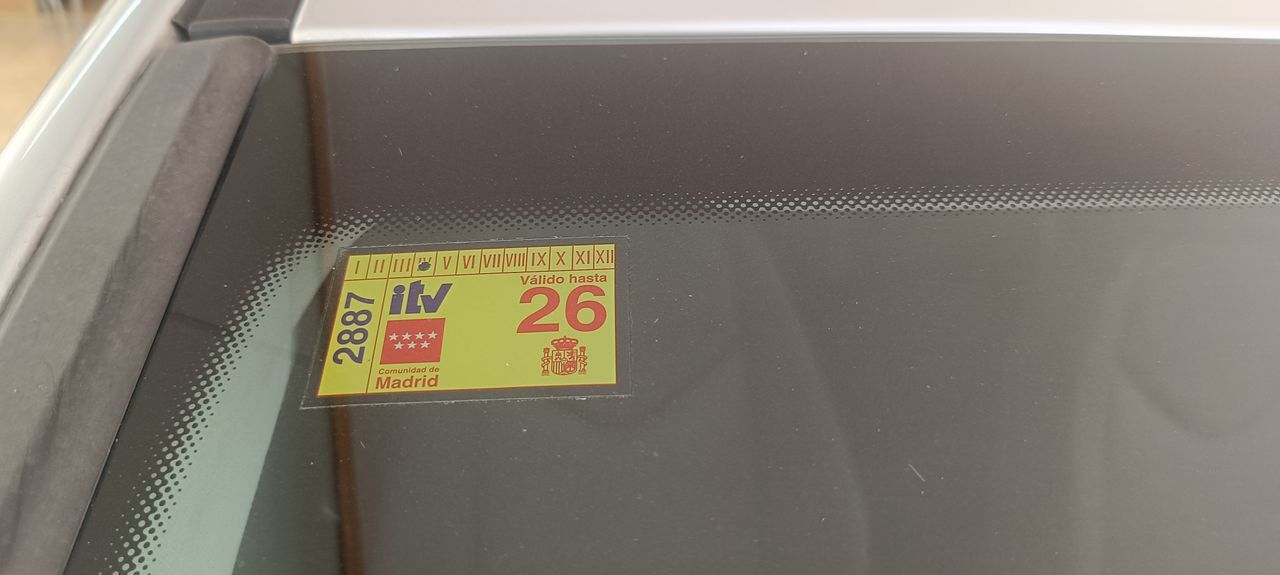 I II III IV V VI VII VIII IX X XI XII
2887
itv
Válido hasta
26
Comunidad de
Madrid